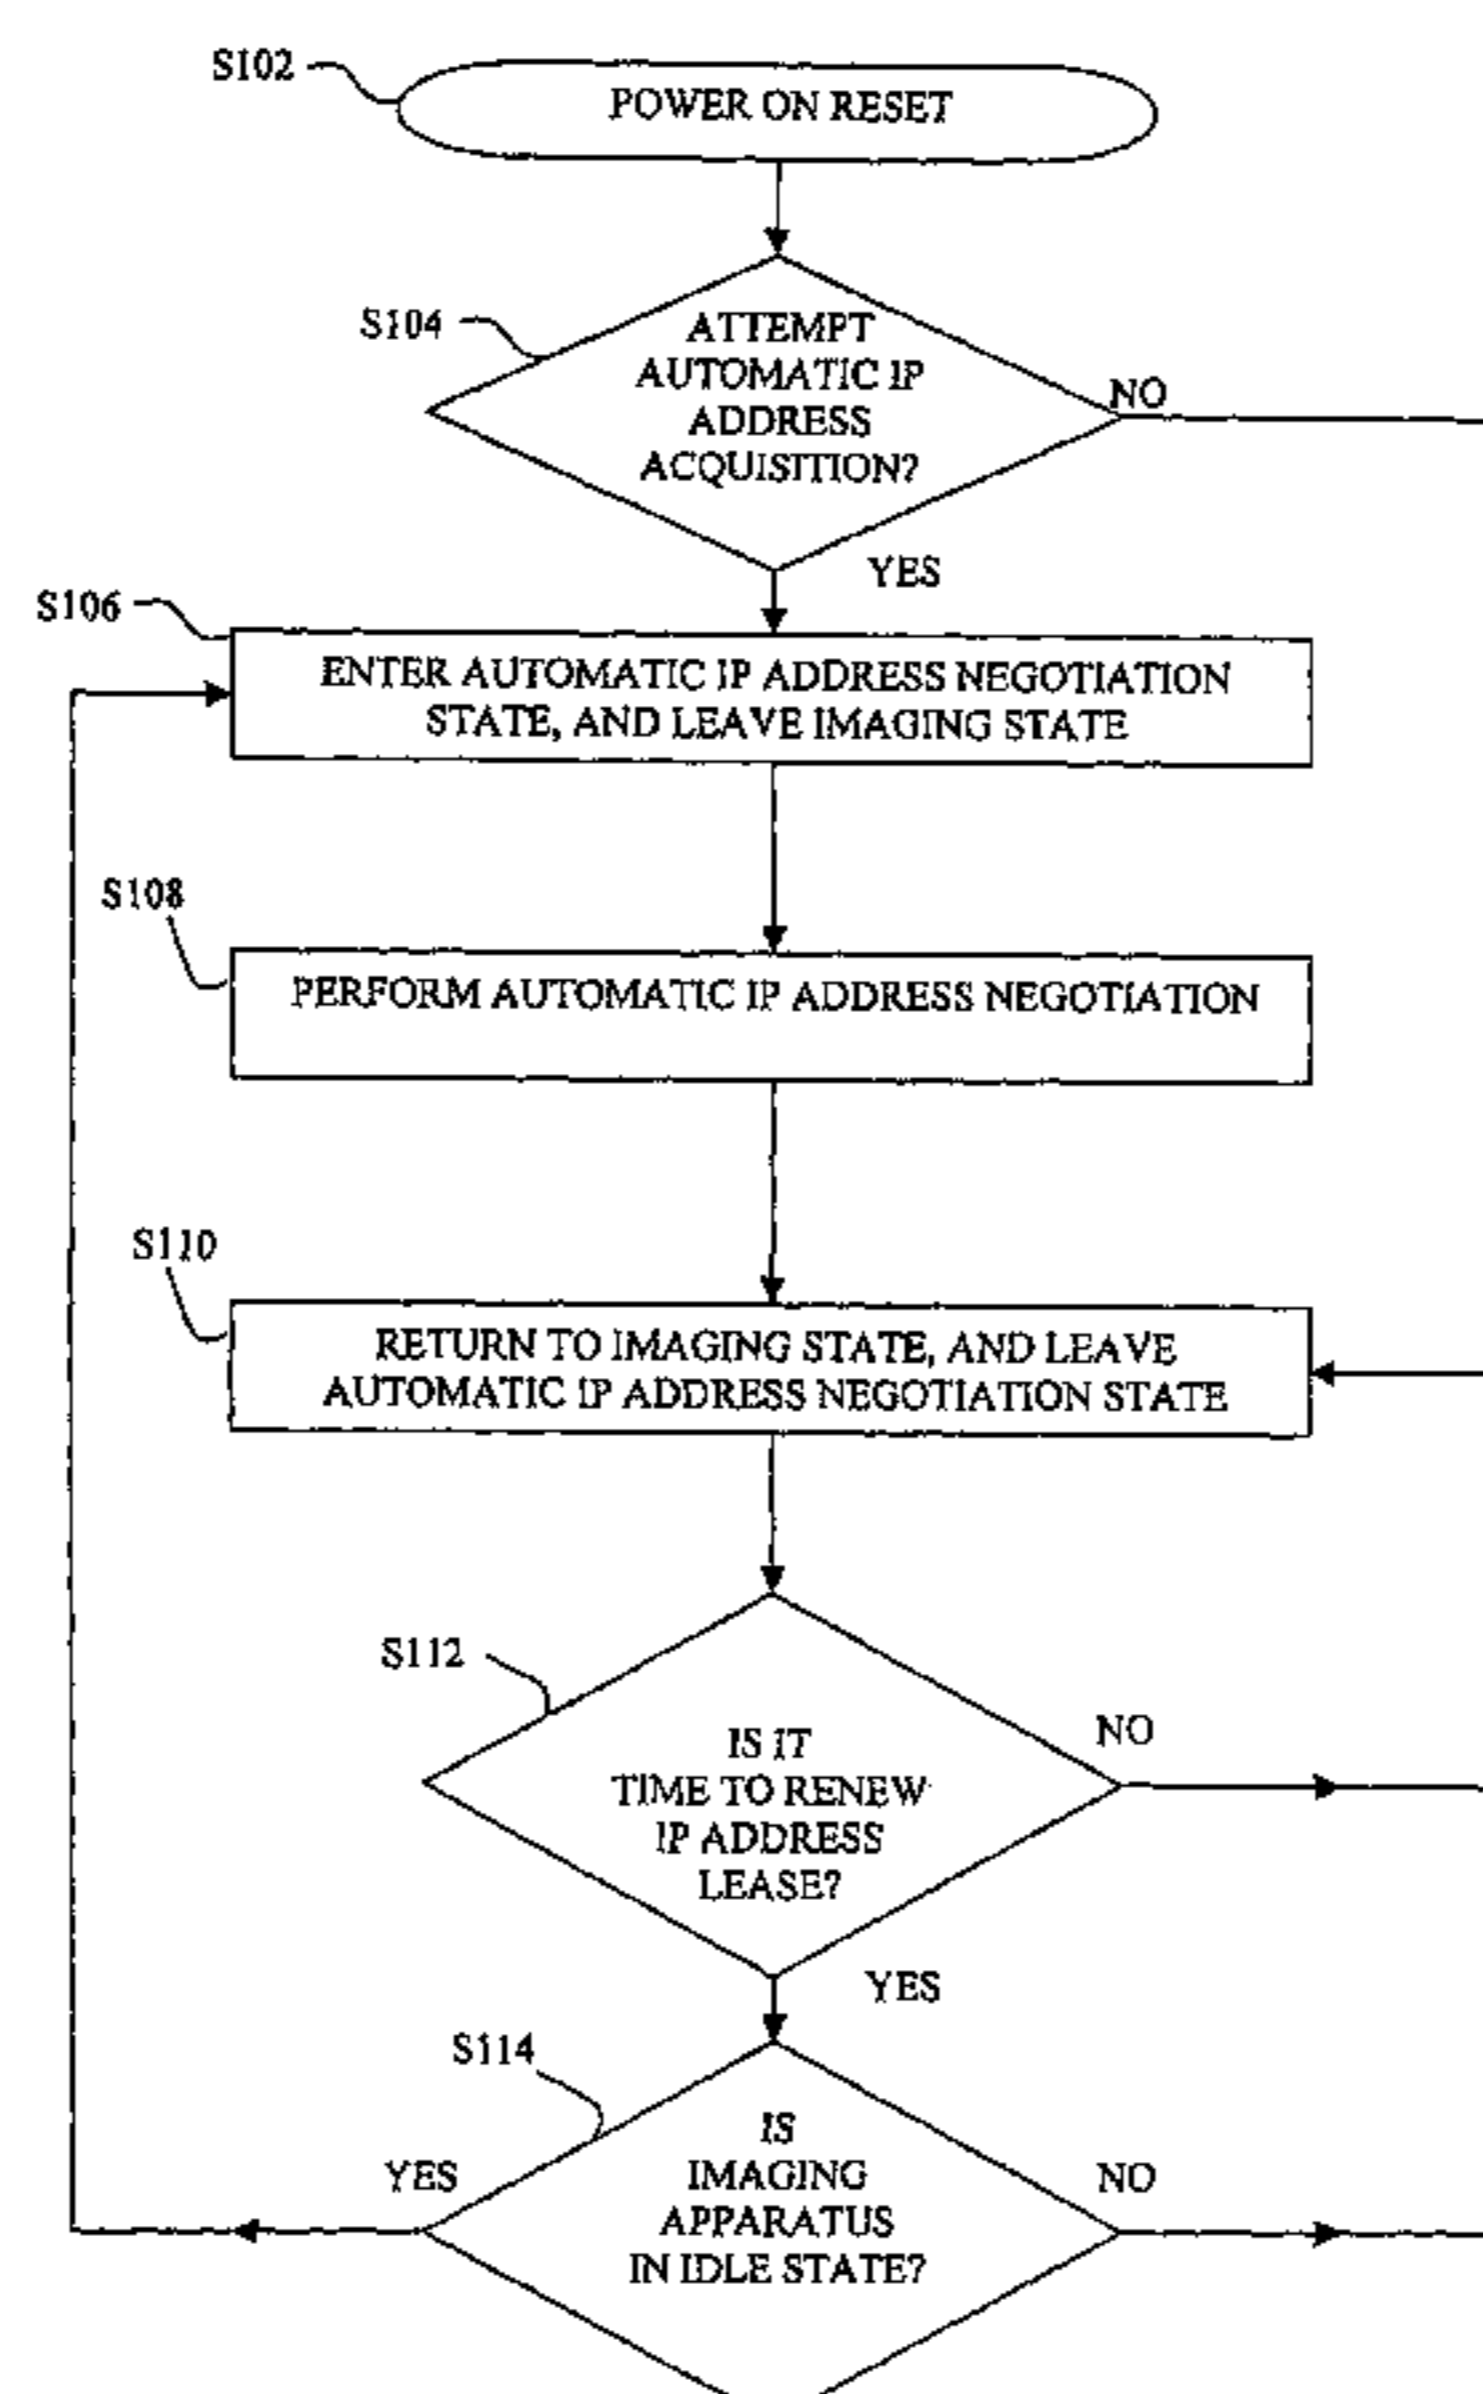 S102
POWER ON RESET
S104
ATTEMPT
AUTOMATIC IP
ADDRESS
ACQUISITION?
NO
YES
S106
ENTER AUTOMATIC IP ADDRESS NEGOTIATION
STATE, AND LEAVE IMAGING STATE
S108
PERFORM AUTOMATIC IP ADDRESS NEGOTIATION
S110
RETURN TO IMAGING STATE, AND LEAVE
AUTOMATIC IP ADDRESS NEGOTIATION STATE
S112
IS IT
TIME TO RENEW
IP ADDRESS
LEASE?
NO
YES
S114
IS
IMAGING
APPARATUS
IN IDLE STATE?
YES
NO